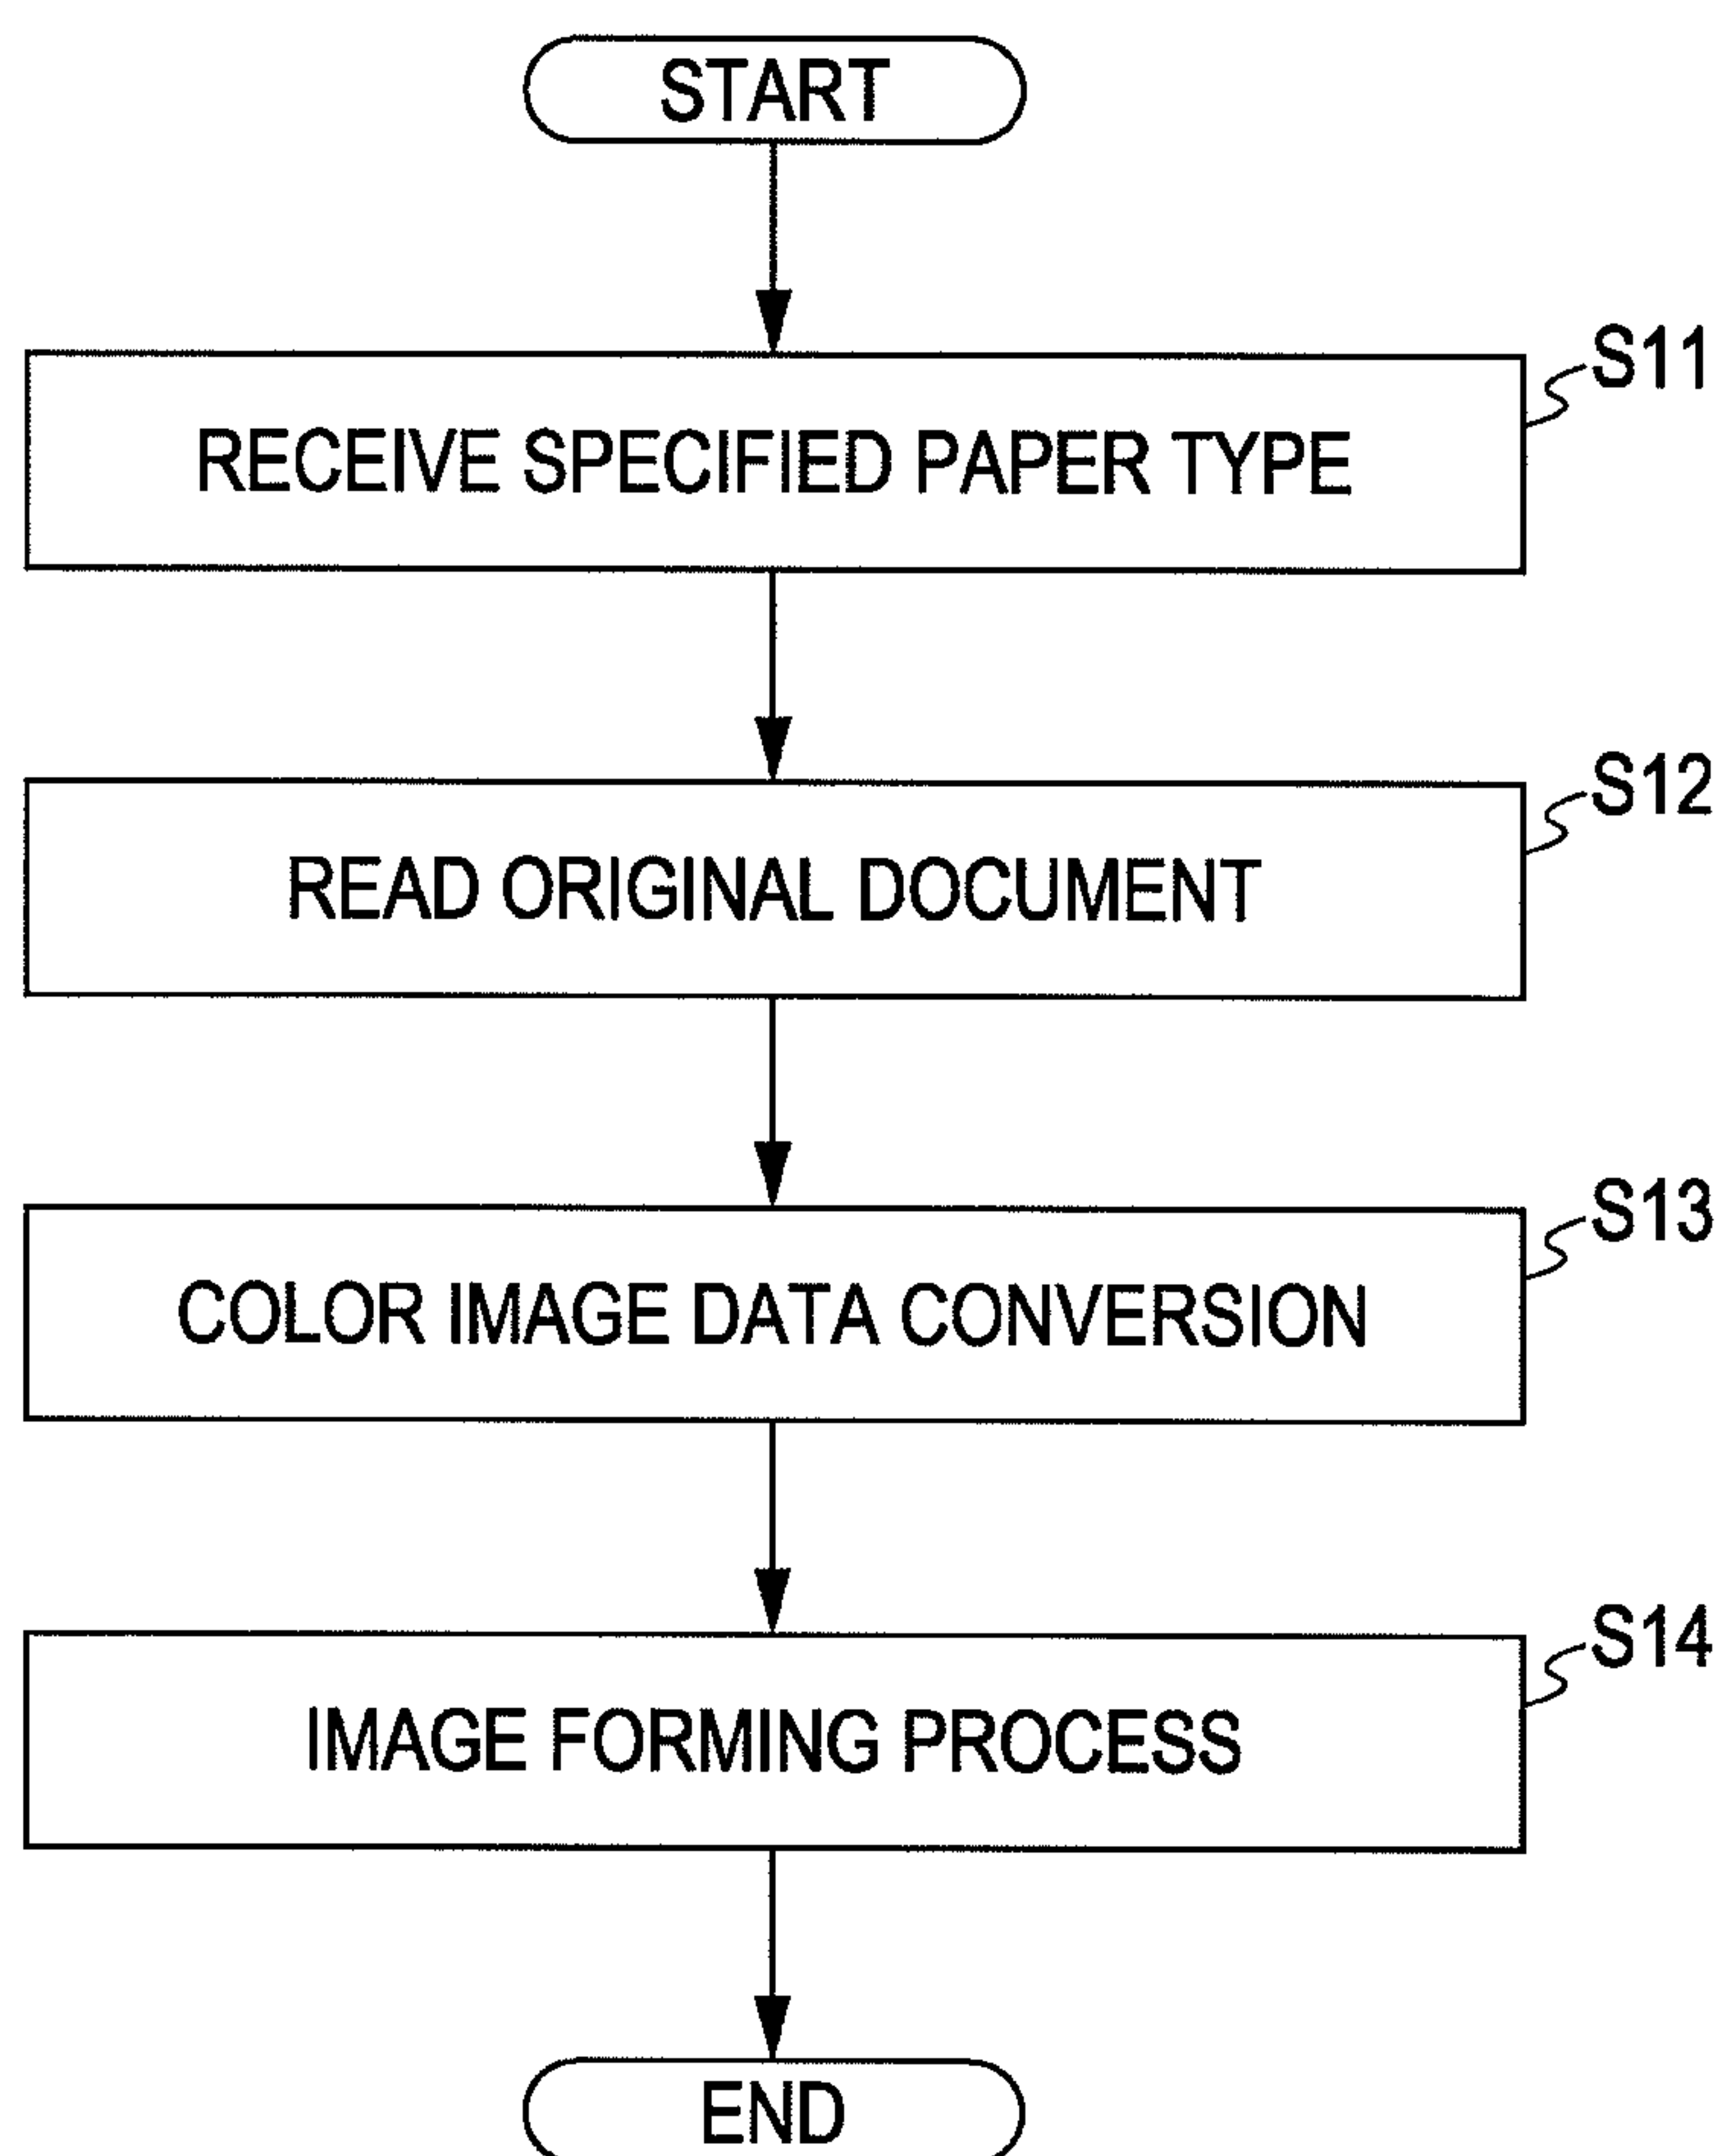 START
S11
RECEIVE SPECIFIED PAPER TYPE
S12
READ ORIGINAL DOCUMENT
S13
COLOR IMAGE DATA CONVERSION
S14
IMAGE FORMING PROCESS
END